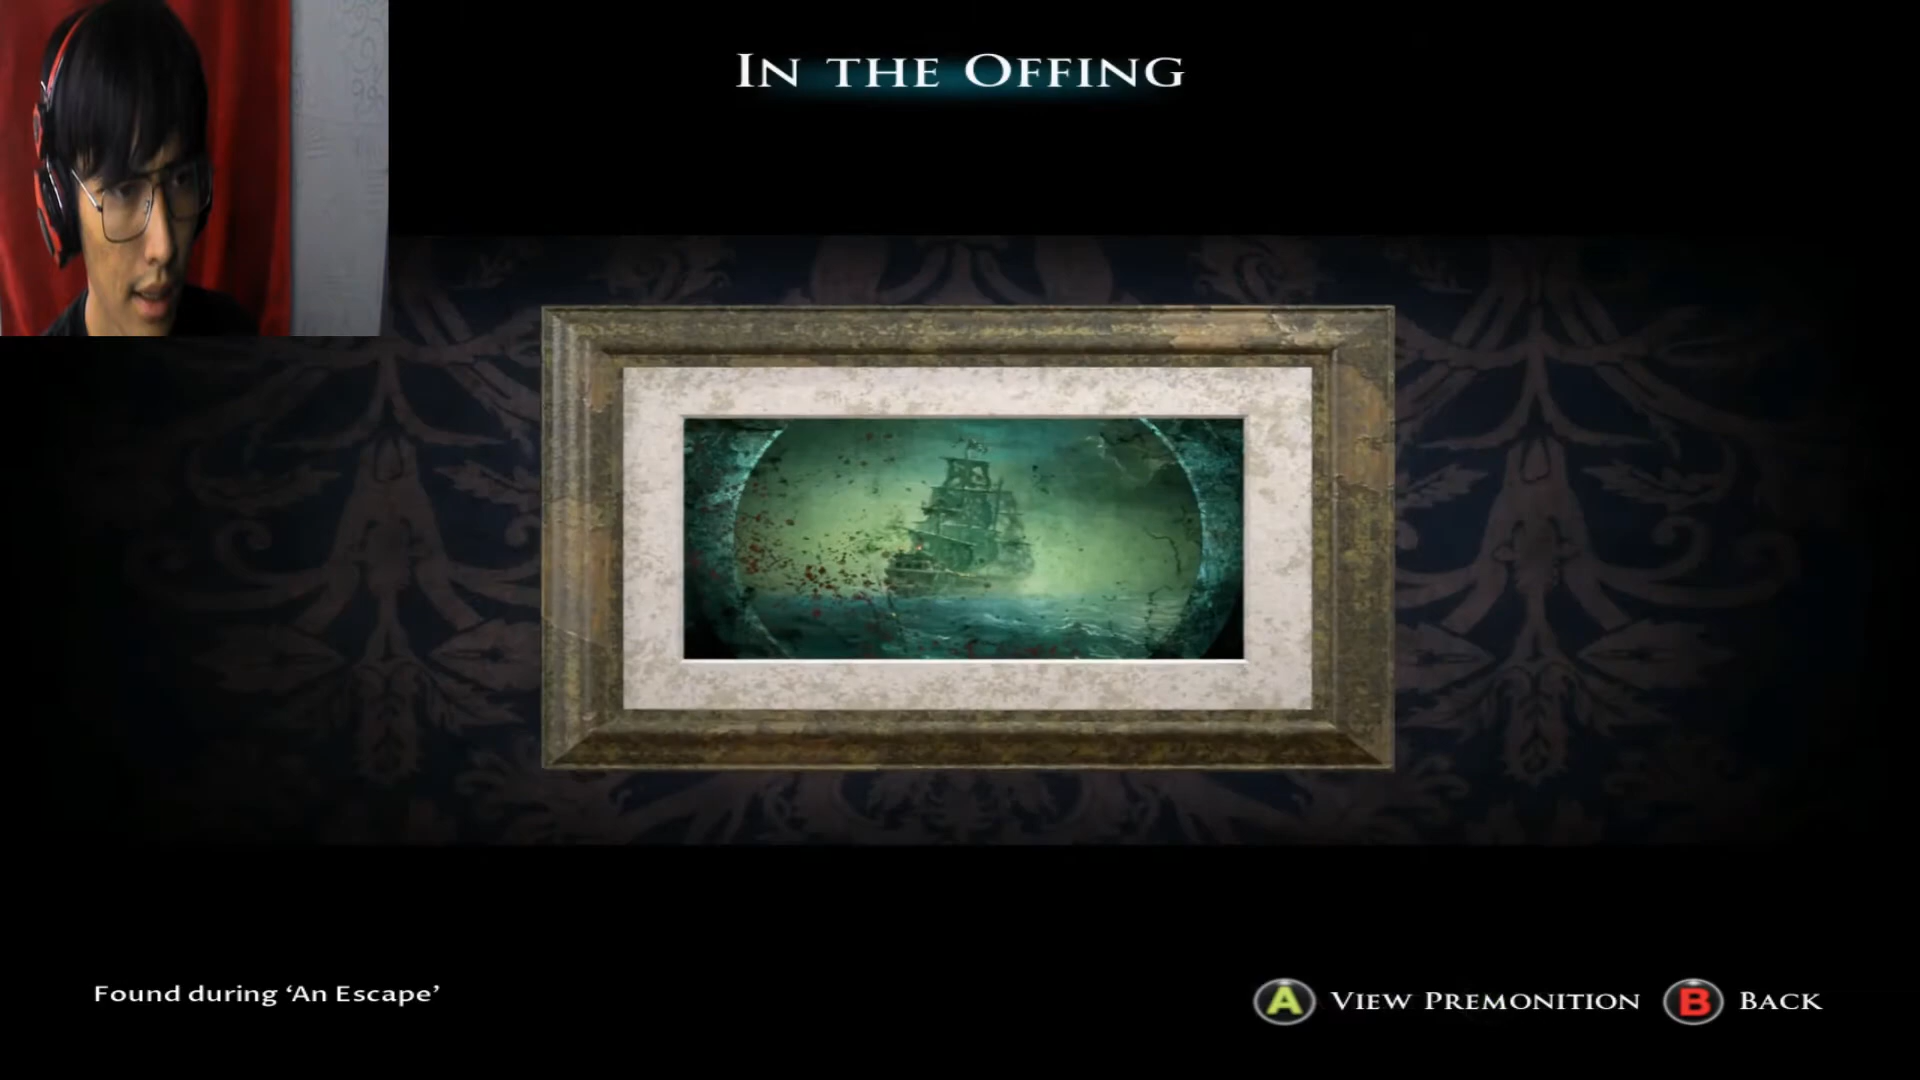 In the Offing
Found during ‘An Escape’
A View Premonition B Back